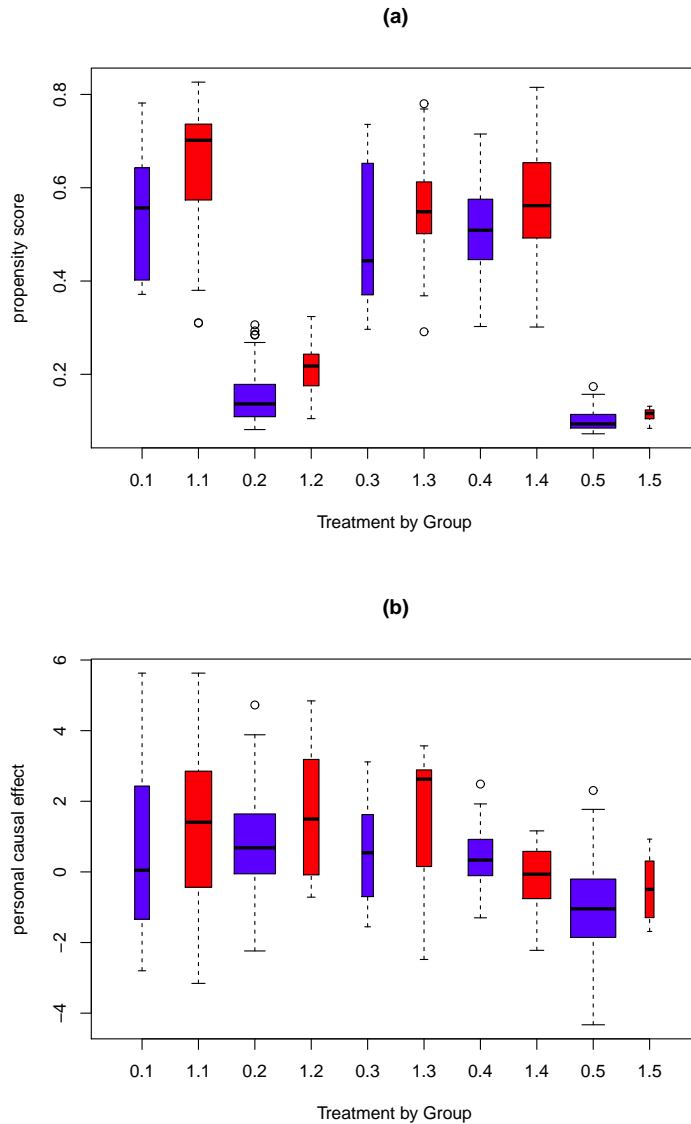 (a)
0.8
0.6
0.4
0.2
propensity score
0.1 1.1 0.2 1.2 0.3 1.3 0.4 1.4 0.5 1.5
Treatment by Group
(b)
6
4
2
0
−2
−4
personal causal effect
0.1 1.1 0.2 1.2 0.3 1.3 0.4 1.4 0.5 1.5
Treatment by Group